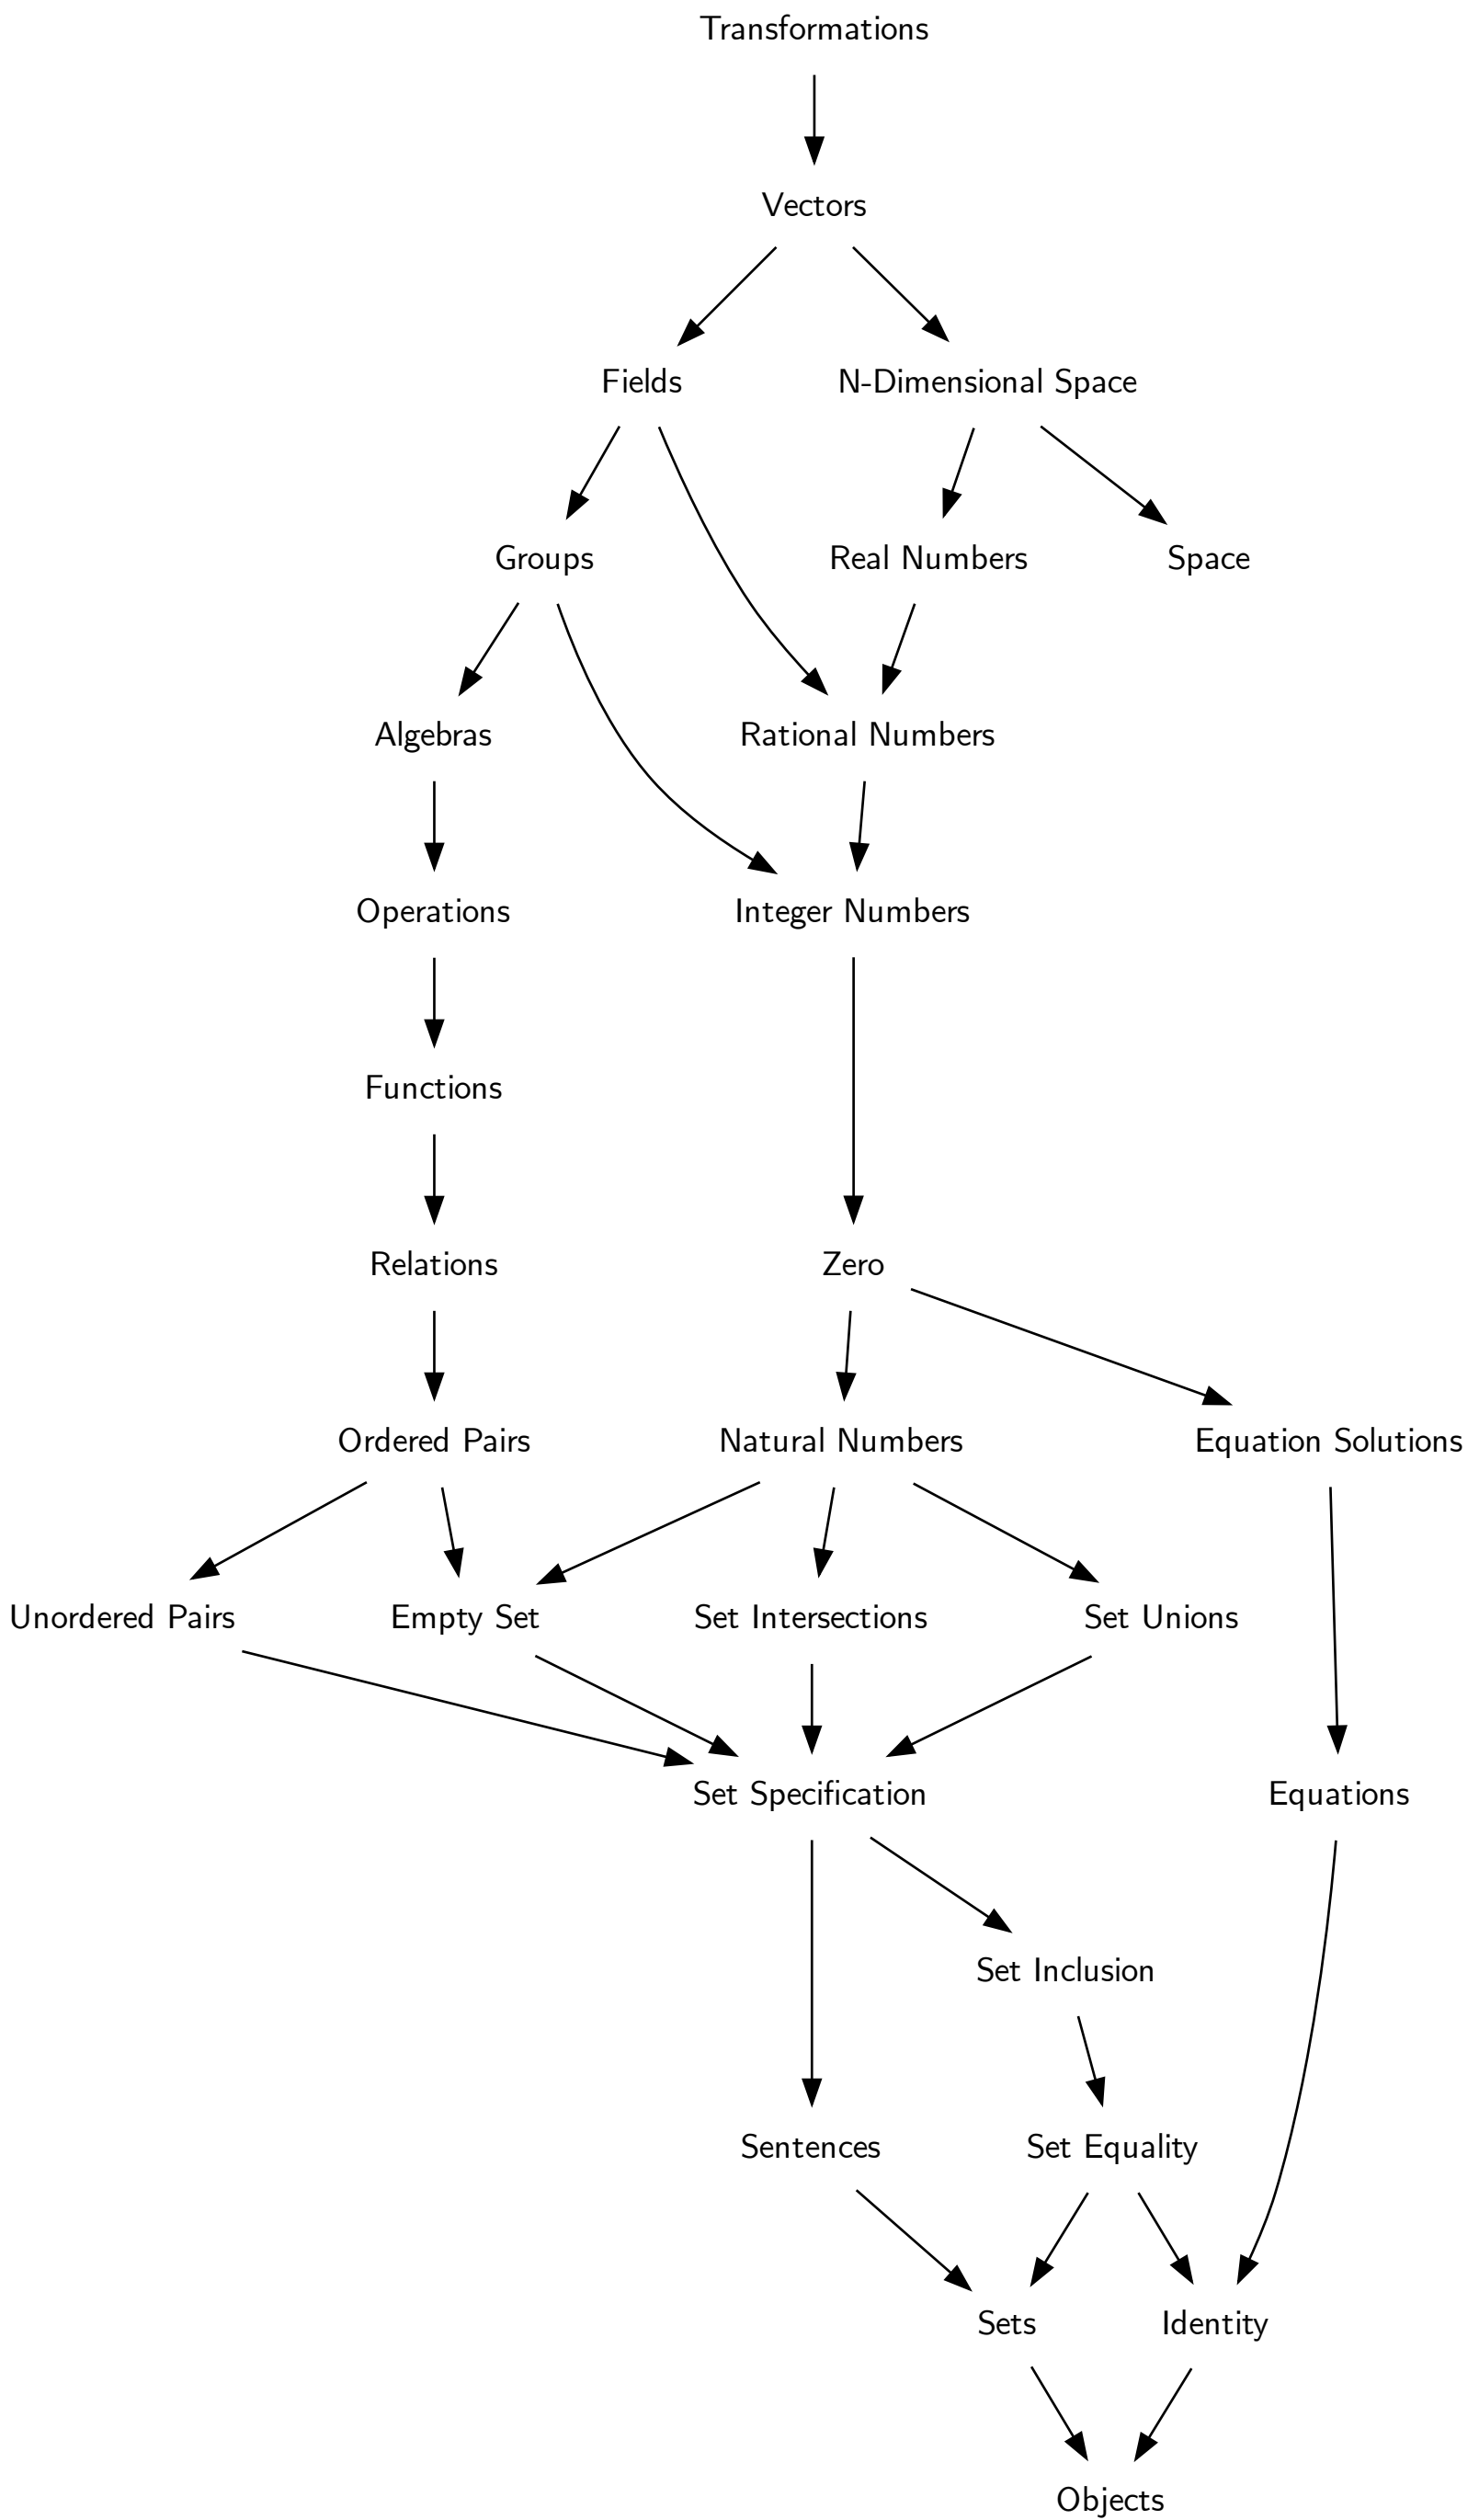 Transformations
Vectors
Fields
N-Dimensional Space
Groups
Real Numbers
Space
Algebras
Rational Numbers
Operations
Integer Numbers
Functions
Relations
Zero
Ordered Pairs
Natural Numbers
Equation Solutions
Unordered Pairs
Empty Set
Set Intersections
Set Unions
Set Specification
Equations
Set Inclusion
Sentences
Set Equality
Sets
Identity
Objects